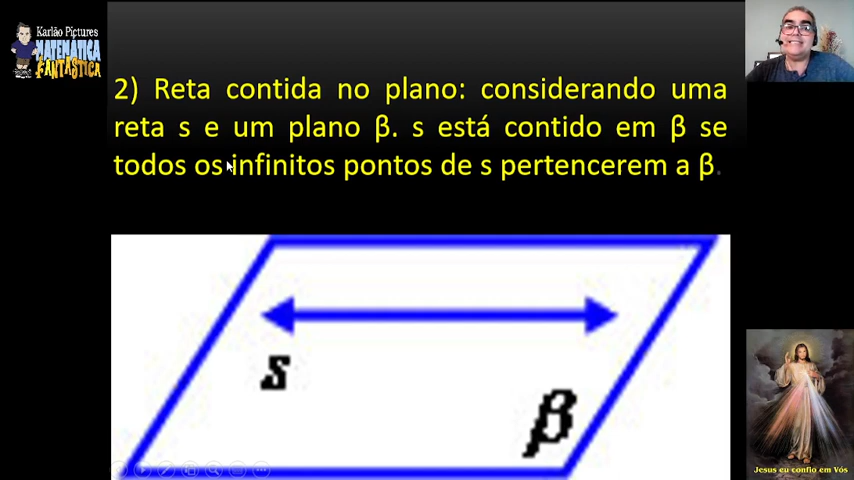 Karlão Pictures
MATEMÁTICA
FANTÁSTICA
2) Reta contida no plano: considerando uma
reta s e um plano β. s está contido em β se
todos os infinitos pontos de s pertencerem a β.
s
β
Jesus eu confio em Vós